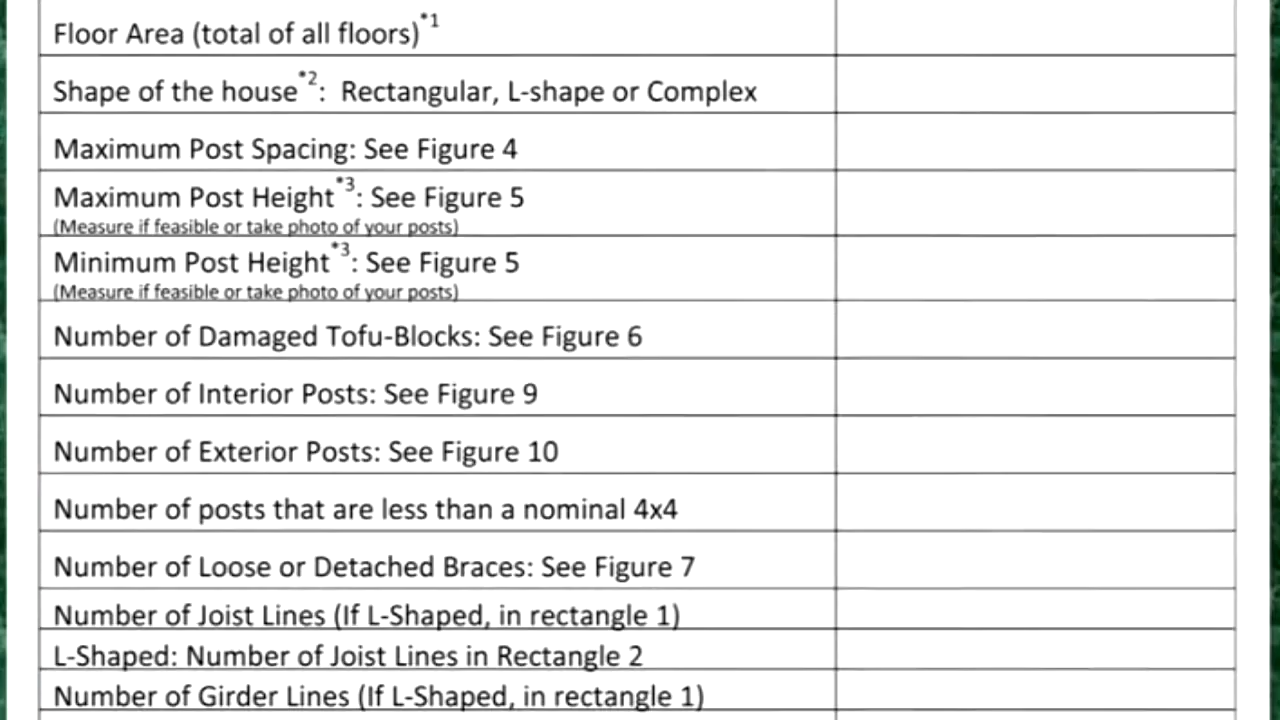 Floor Area (total of all floors)*1
Shape of the house*2: Rectangular, L-shape or Complex
Maximum Post Spacing: See Figure 4
Maximum Post Height*3: See Figure 5
(Measure if feasible or take photo of your posts)
Minimum Post Height*3: See Figure 5
(Measure if feasible or take photo of your posts)
Number of Damaged Tofu-Blocks: See Figure 6
Number of Interior Posts: See Figure 9
Number of Exterior Posts: See Figure 10
Number of posts that are less than a nominal 4x4
Number of Loose or Detached Braces: See Figure 7
Number of Joist Lines (If L-Shaped, in rectangle 1)
L-Shaped: Number of Joist Lines in Rectangle 2
Number of Girder Lines (If L-Shaped, in rectangle 1)